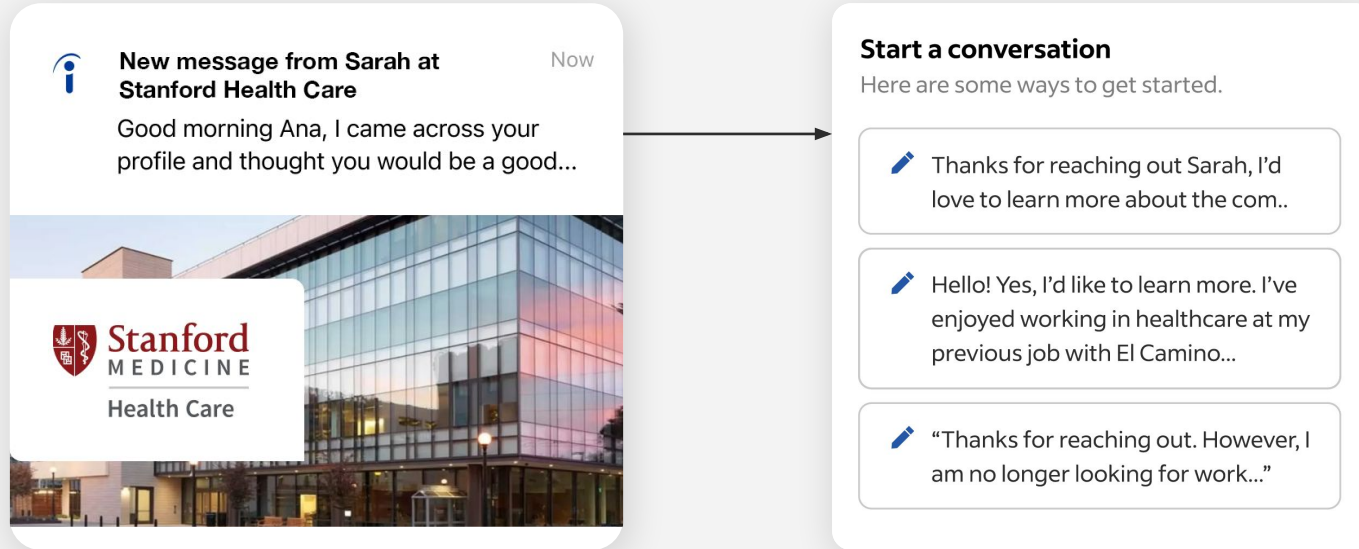 New message from Sarah at
Now
Stanford Health Care
Good morning Ana, I came across your
profile and thought you would be a good...
Stanford
MEDICINE
Health Care
Start a conversation
Here are some ways to get started.
Thanks for reaching out Sarah, I’d
love to learn more about the com..
Hello! Yes, I’d like to learn more. I’ve
enjoyed working in healthcare at my
previous job with El Camino...
“Thanks for reaching out. However, I
am no longer looking for work...”